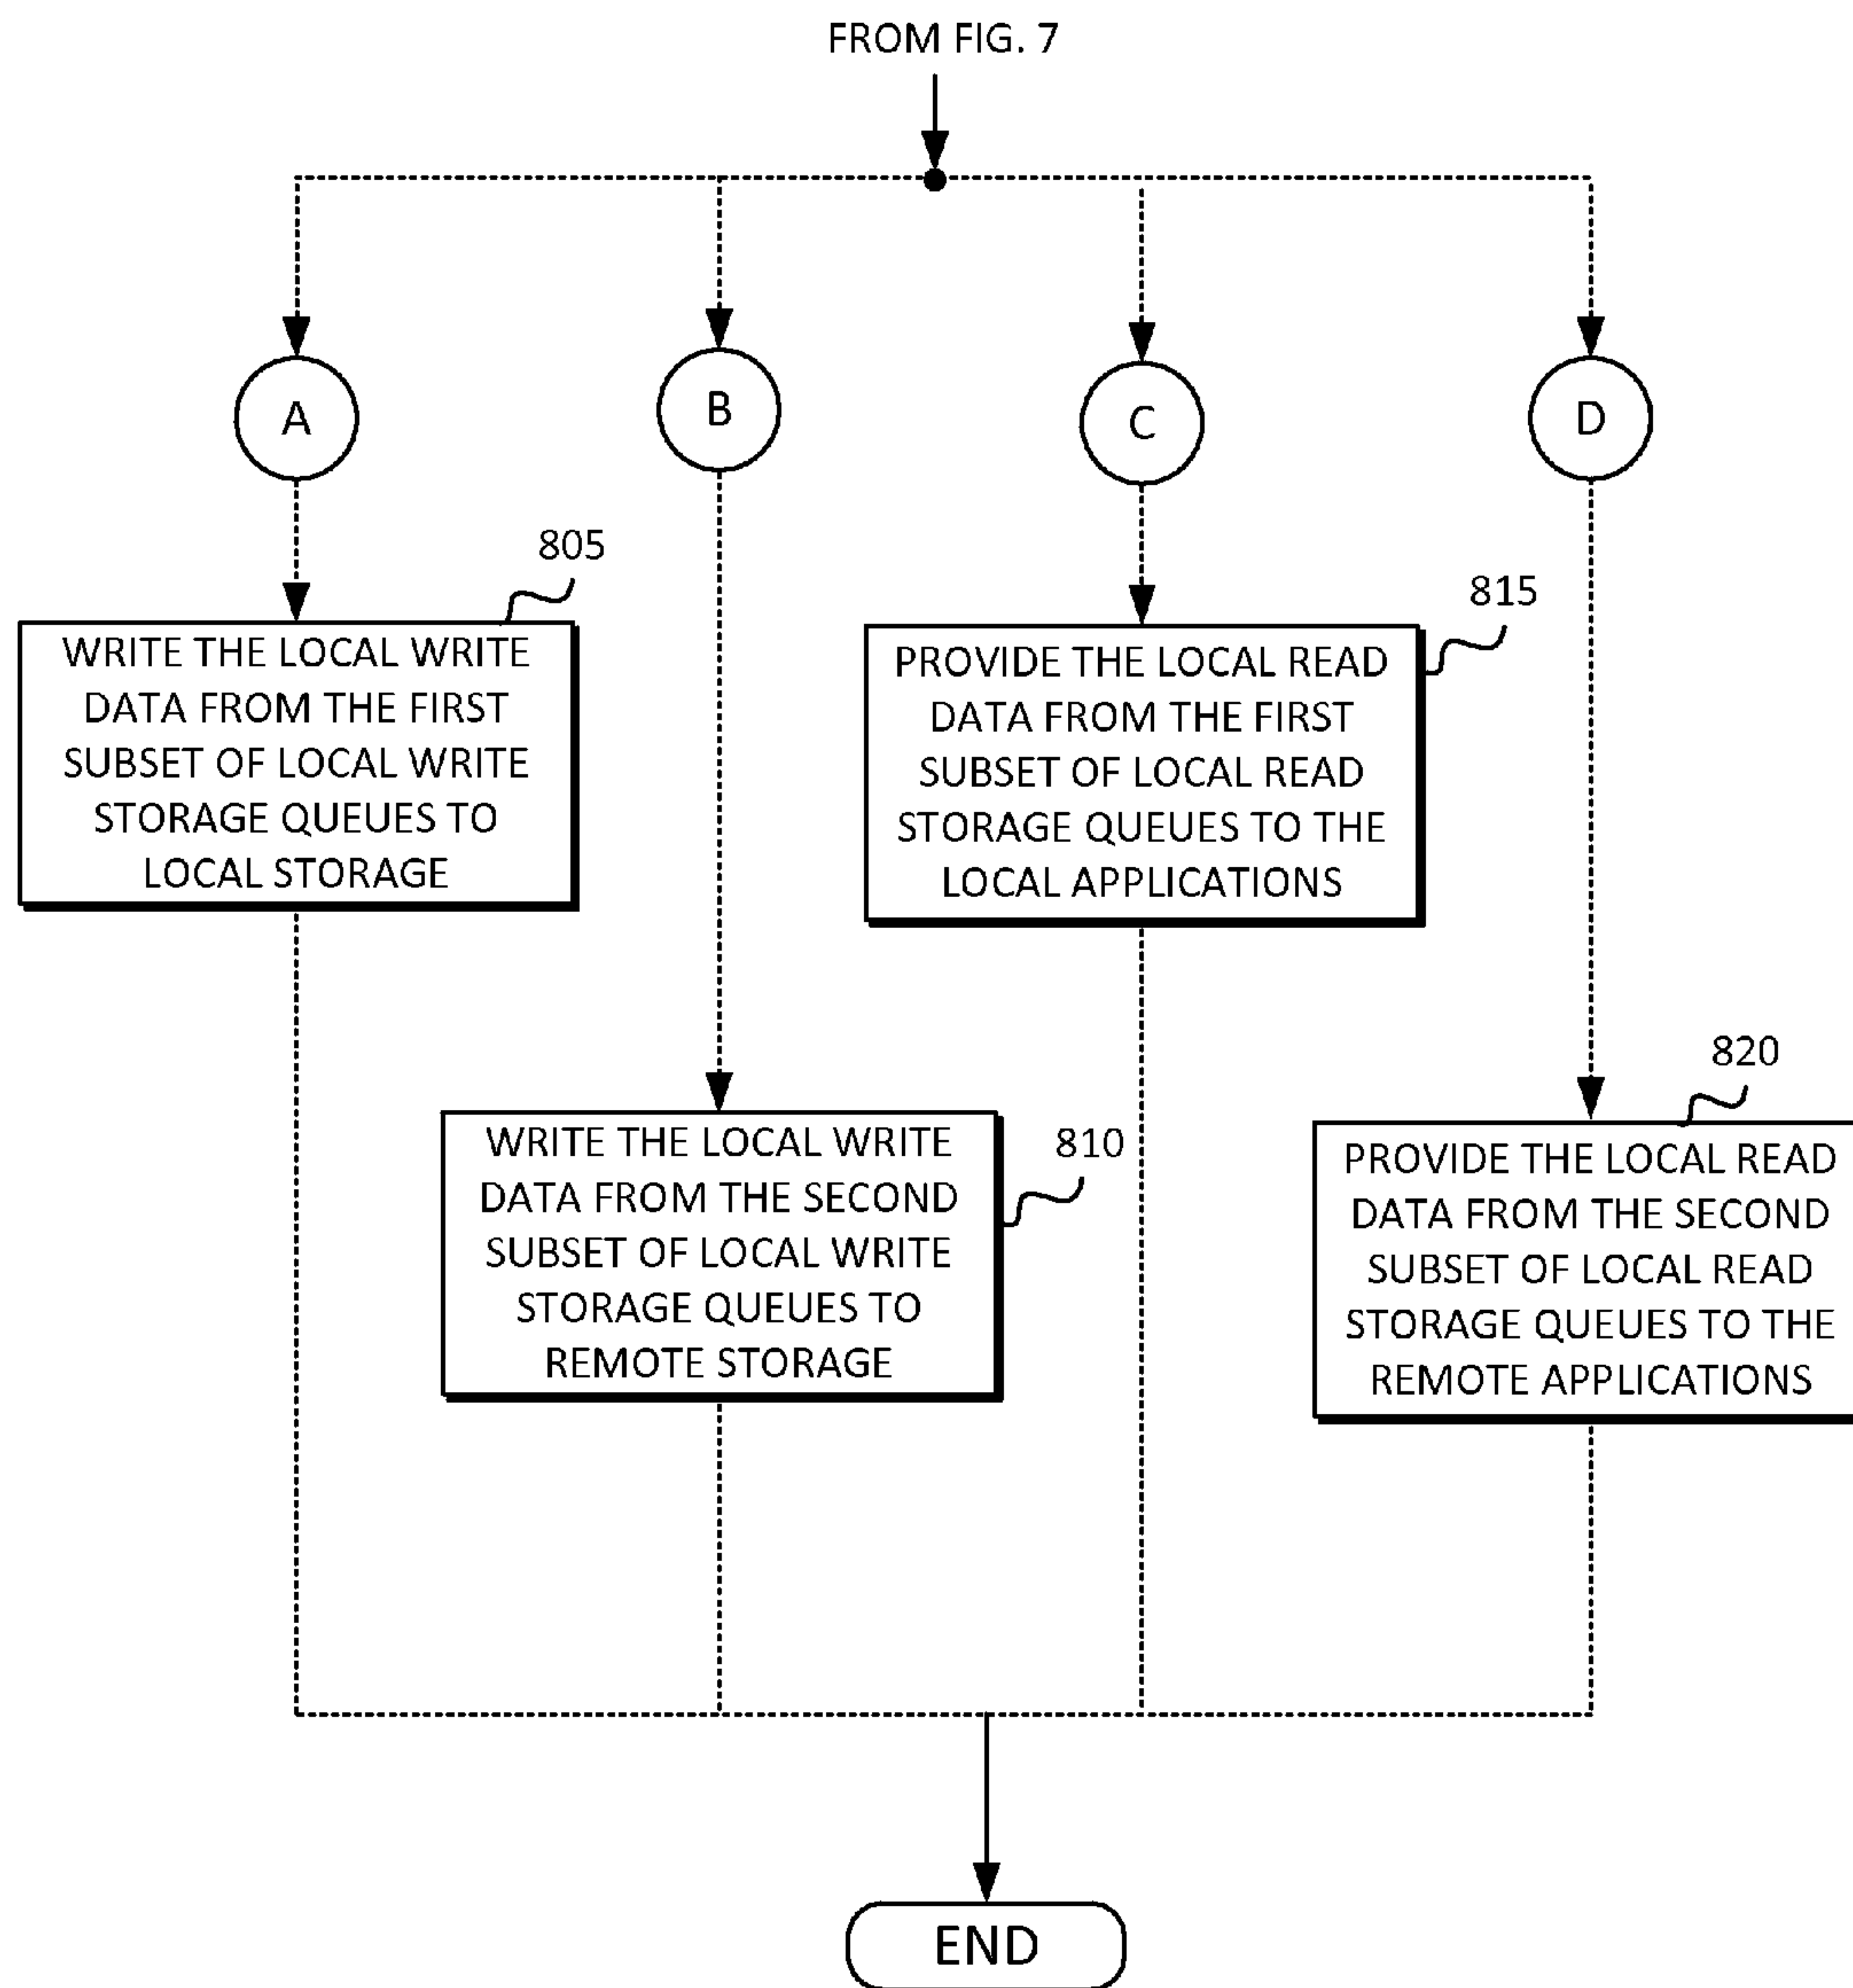 FROM FIG. 7
A
B
C
D
805
WRITE THE LOCAL WRITE
DATA FROM THE FIRST
SUBSET OF LOCAL WRITE
STORAGE QUEUES TO
LOCAL STORAGE
815
PROVIDE THE LOCAL READ
DATA FROM THE FIRST
SUBSET OF LOCAL READ
STORAGE QUEUES TO THE
LOCAL APPLICATIONS
810
WRITE THE LOCAL WRITE
DATA FROM THE SECOND
SUBSET OF LOCAL WRITE
STORAGE QUEUES TO
REMOTE STORAGE
820
PROVIDE THE LOCAL READ
DATA FROM THE SECOND
SUBSET OF LOCAL READ
STORAGE QUEUES TO THE
REMOTE APPLICATIONS
END